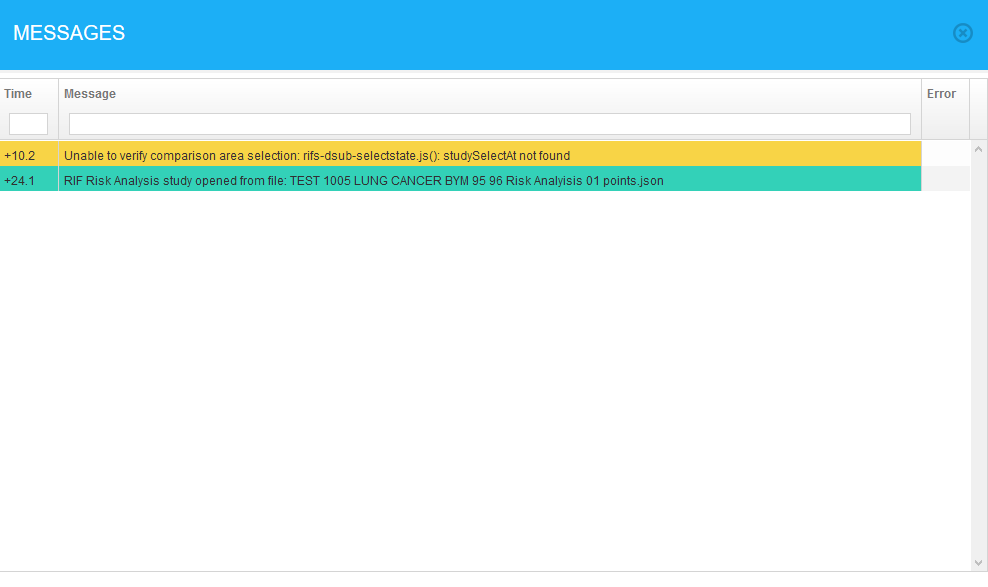 MESSAGES
Time Message Error
+10.2 Unable to verify comparison area selection: rifs-dsub-selectstate.js(): studySelectAt not found
+24.1 RIF Risk Analysis study opened from file: TEST 1005 LUNG CANCER BYM 95 96 Risk Analyisis 01 points.json